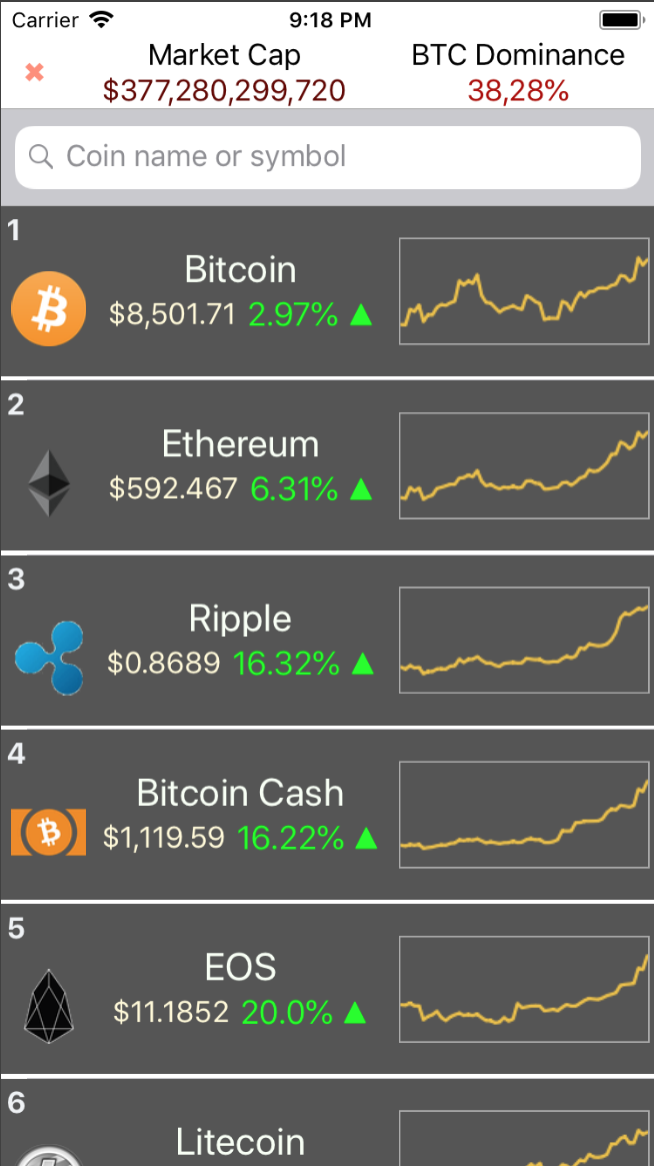 Carrier 9:18 PM
✖ Market Cap BTC Dominance
$377,280,299,720 38,28%
Coin name or symbol
1
Bitcoin
$8,501.71 2.97% ▲
2
Ethereum
$592.467 6.31% ▲
3
Ripple
$0.8689 16.32% ▲
4
Bitcoin Cash
$1,119.59 16.22% ▲
5
EOS
$11.1852 20.0% ▲
6
Litecoin